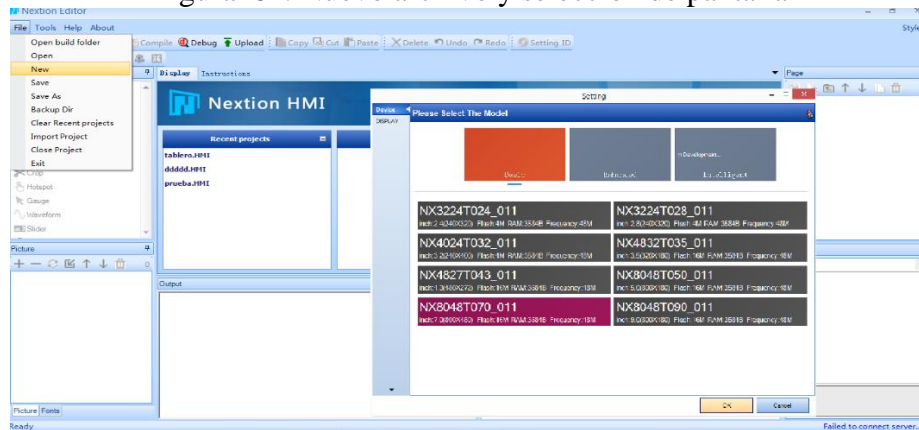 Nextion Editor
File Tools Help About
Style
Open build folder
Open
New
Save
Save As
Backup Dir
Clear Recent projects
Import Project
Close Project
Exit
Compile Debug Upload Copy Cut Paste Delete Undo Redo Setting ID
Display Instructions
Page
Nextion HMI
Recent projects
tablero.HMI
ddddd.HMI
prueba.HMI
Crop
Hotspot
Gauge
Waveform
Slider
Picture
Output
Picture Fonts
Setting
Device
DISPLAY
Please Select The Model
Basic Enhanced Intelligent
NX3224T024_011
NX3224T028_011
NX4024T032_011
NX4832T035_011
NX4827T043_011
NX8048T050_011
NX8048T070_011
NX8048T090_011
OK Cancel
Ready
Failed to connect server.